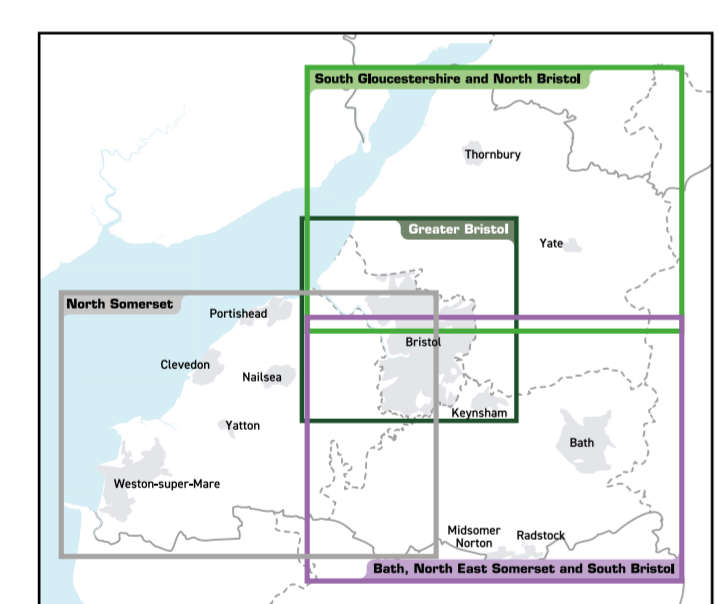 South Gloucestershire and North Bristol
Thornbury
Greater Bristol
Yate
North Somerset
Portishead
Bristol
Clevedon
Nailsea
Keynsham
Yatton
Bath
Weston-super-Mare
Midsomer
Norton
Radstock
Bath, North East Somerset and South Bristol